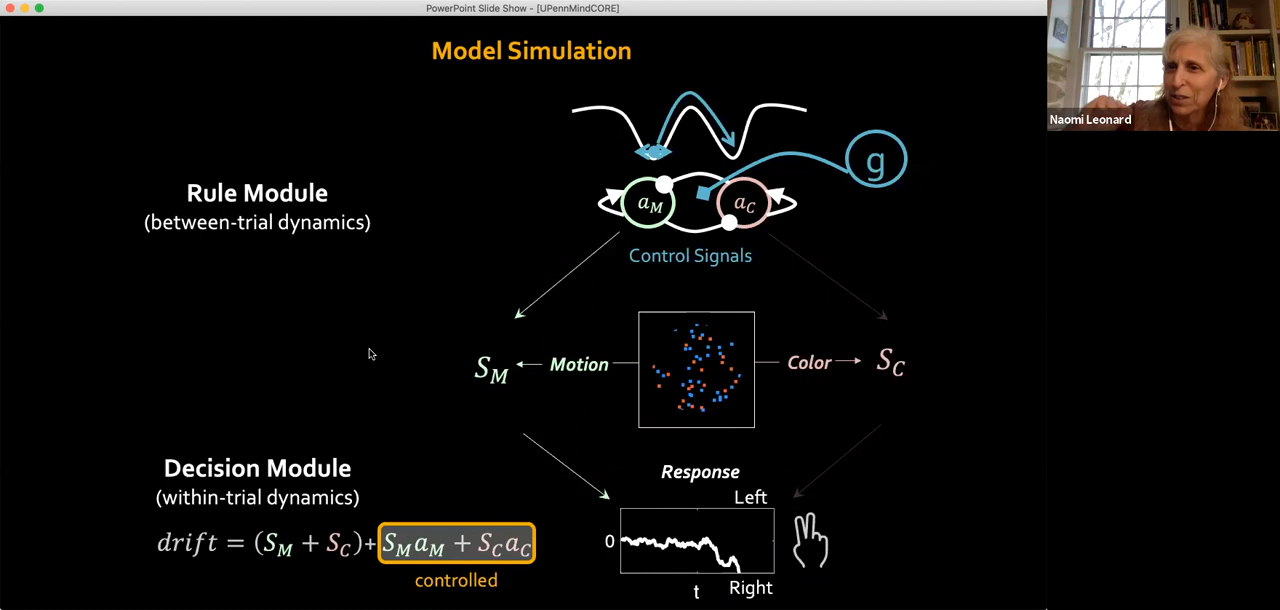 PowerPoint Slide Show - [UPennMindCORE]
Model Simulation
Naomi Leonard
g
Rule Module
(between-trial dynamics)
a_M
a_C
Control Signals
S_M
Motion
Color
S_C
Decision Module
(within-trial dynamics)
drift = (S_M + S_C)+S_M a_M + S_C a_C
controlled
Response
Left
0
Right
t